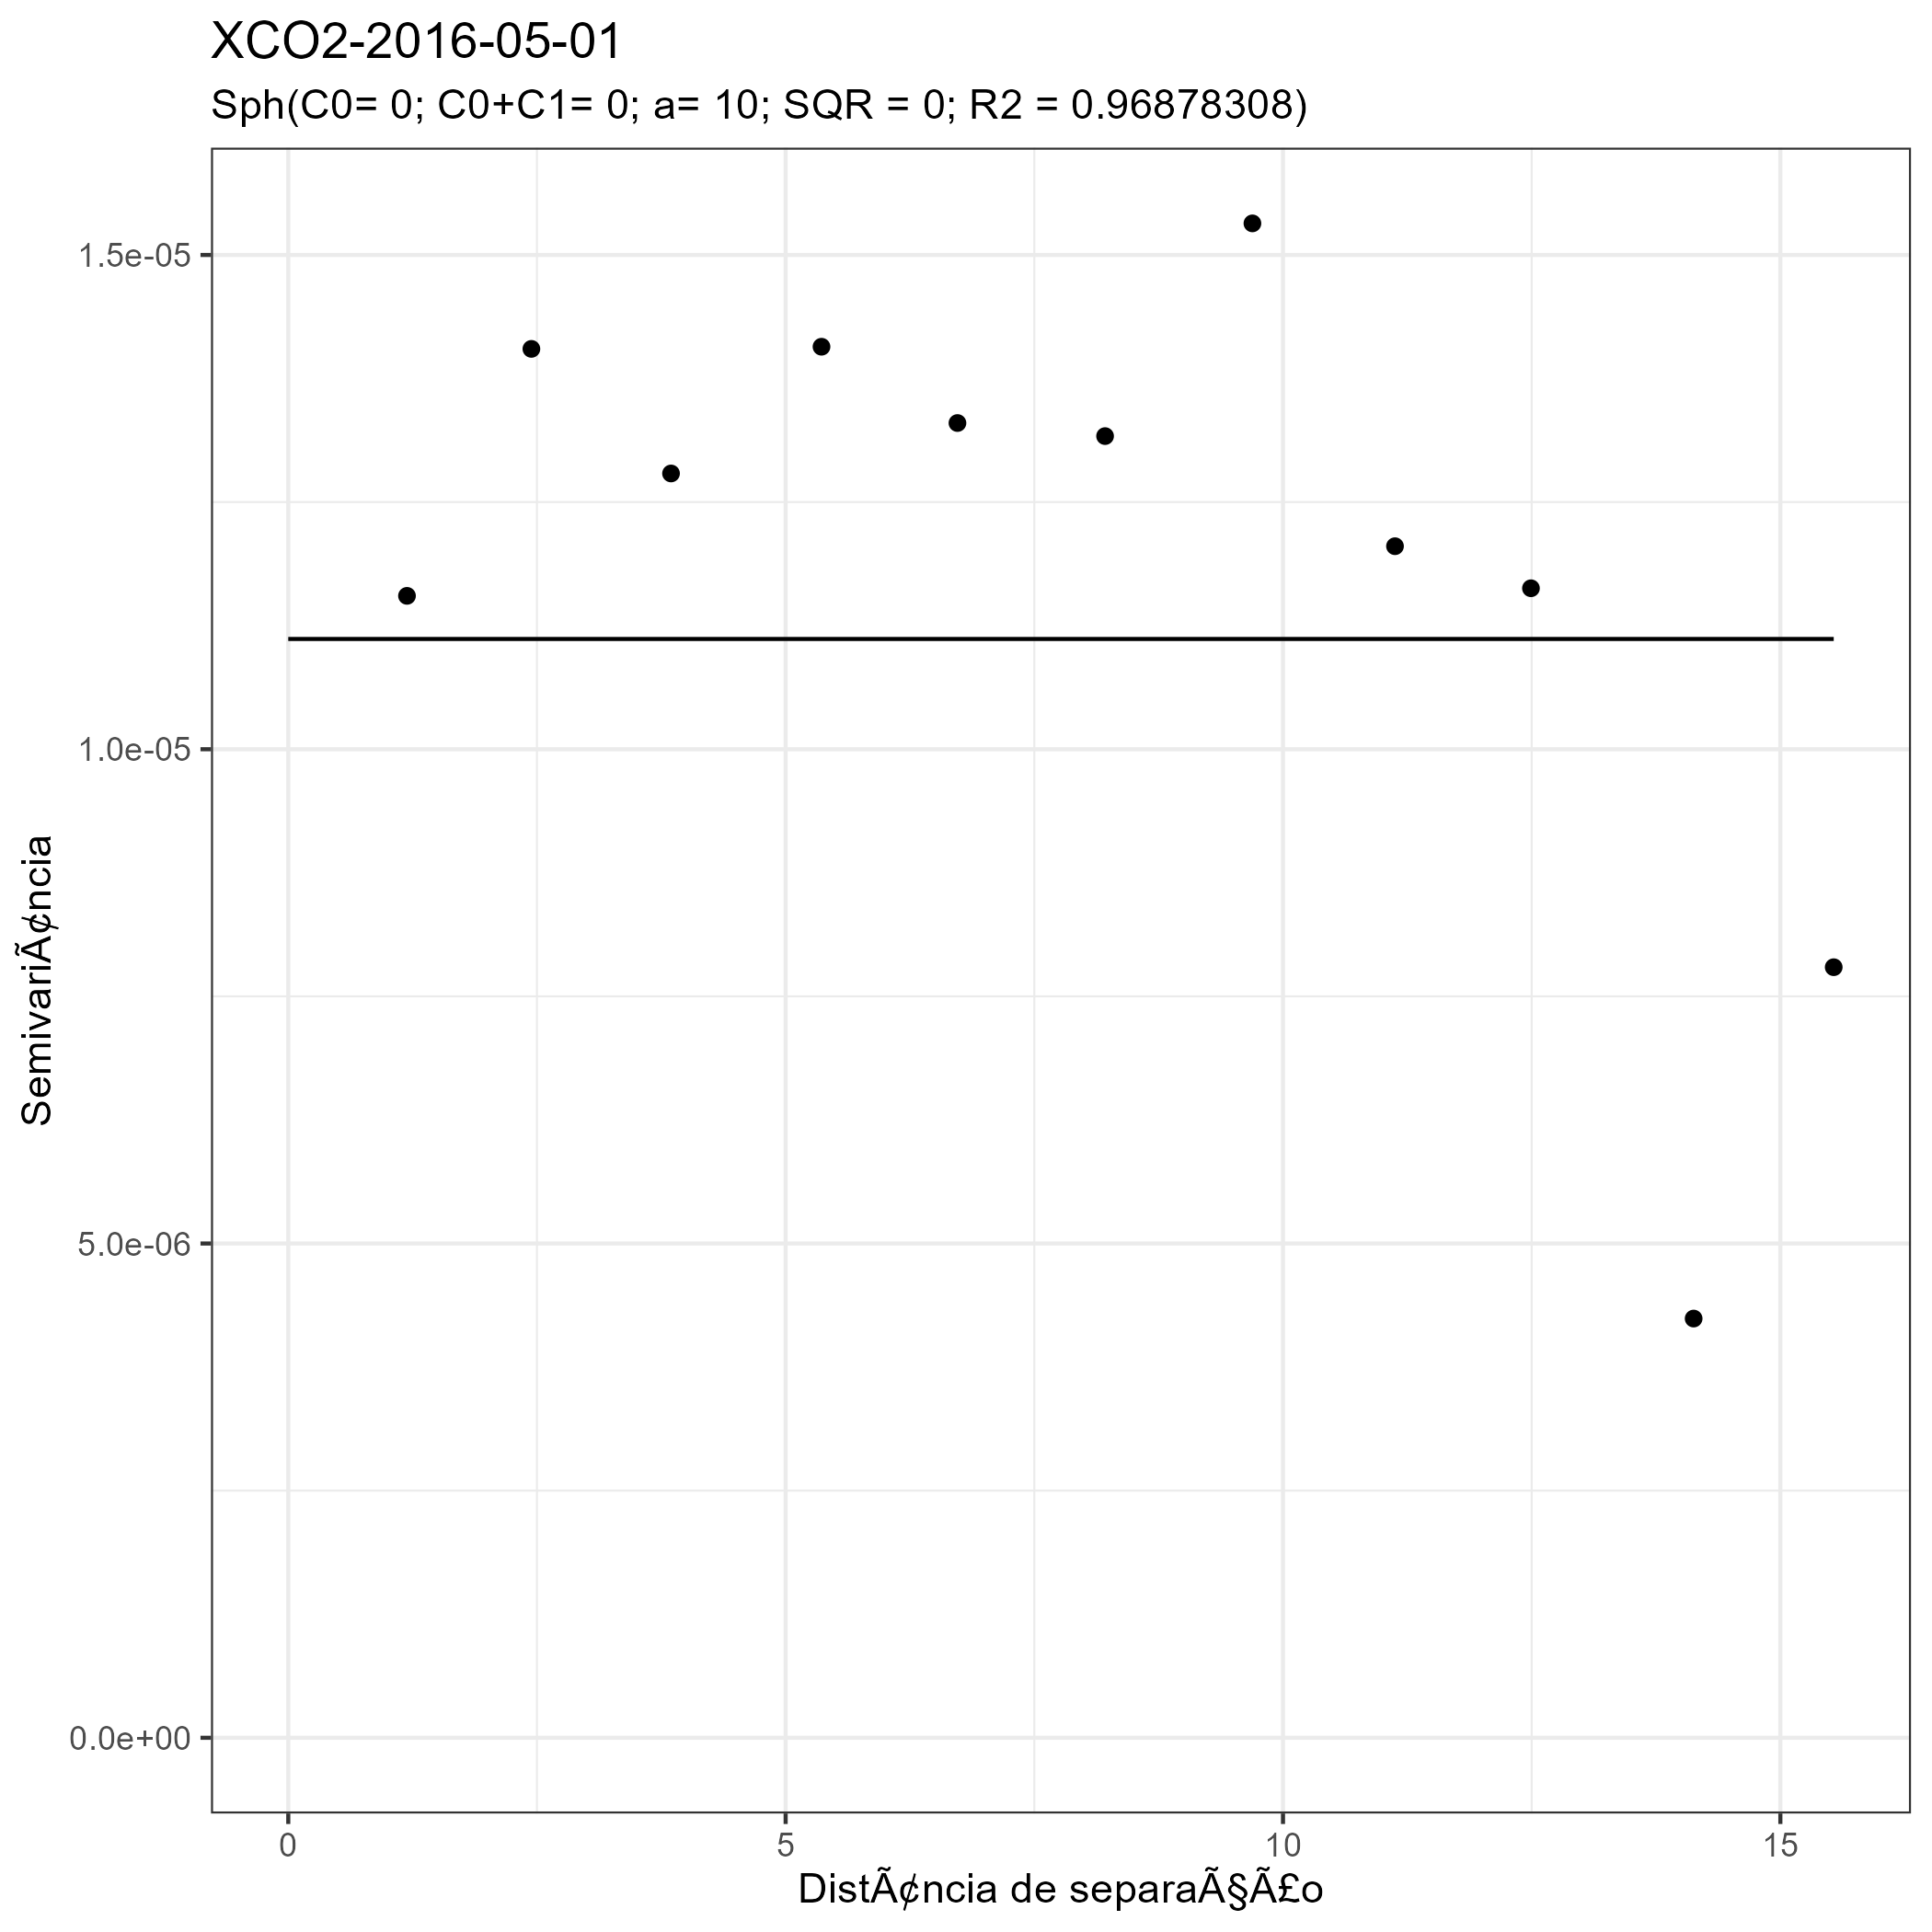 XCO2-2016-05-01
Sph(C0= 0; C0+C1= 0; a= 10; SQR = 0; R2 = 0.96878308)
1.5e-05
1.0e-05
5.0e-06
0.0e+00
SemivariÃ¢ncia
0 5 10 15
DistÃ¢ncia de separaÃ§Ã£o